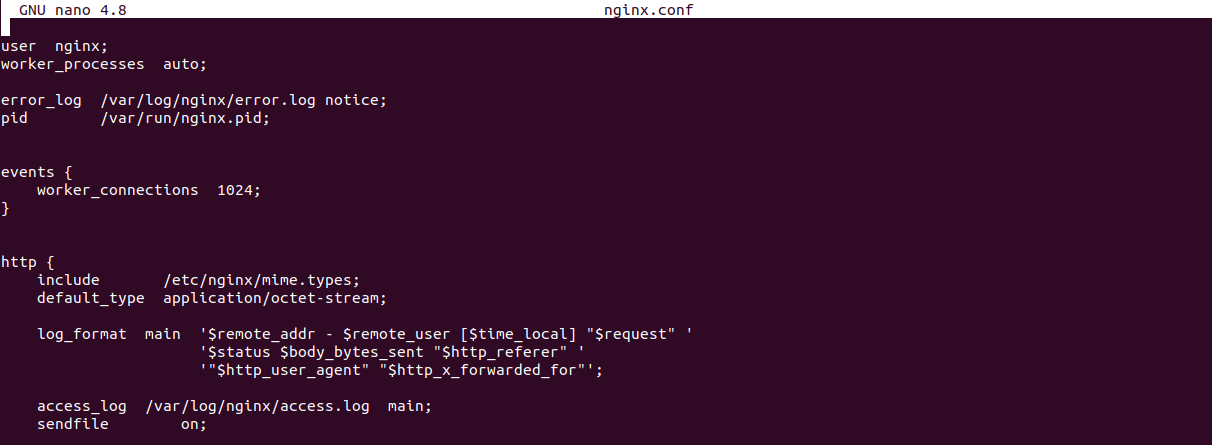 GNU nano 4.8 nginx.conf
user  nginx;
worker_processes  auto;
error_log  /var/log/nginx/error.log notice;
pid        /var/run/nginx.pid;
events {
    worker_connections  1024;
}
http {
    include       /etc/nginx/mime.types;
    default_type  application/octet-stream;
    log_format  main  '$remote_addr - $remote_user [$time_local] "$request" '
                      '$status $body_bytes_sent "$http_referer" '
                      '"$http_user_agent" "$http_x_forwarded_for"';
    access_log  /var/log/nginx/access.log  main;
    sendfile        on;